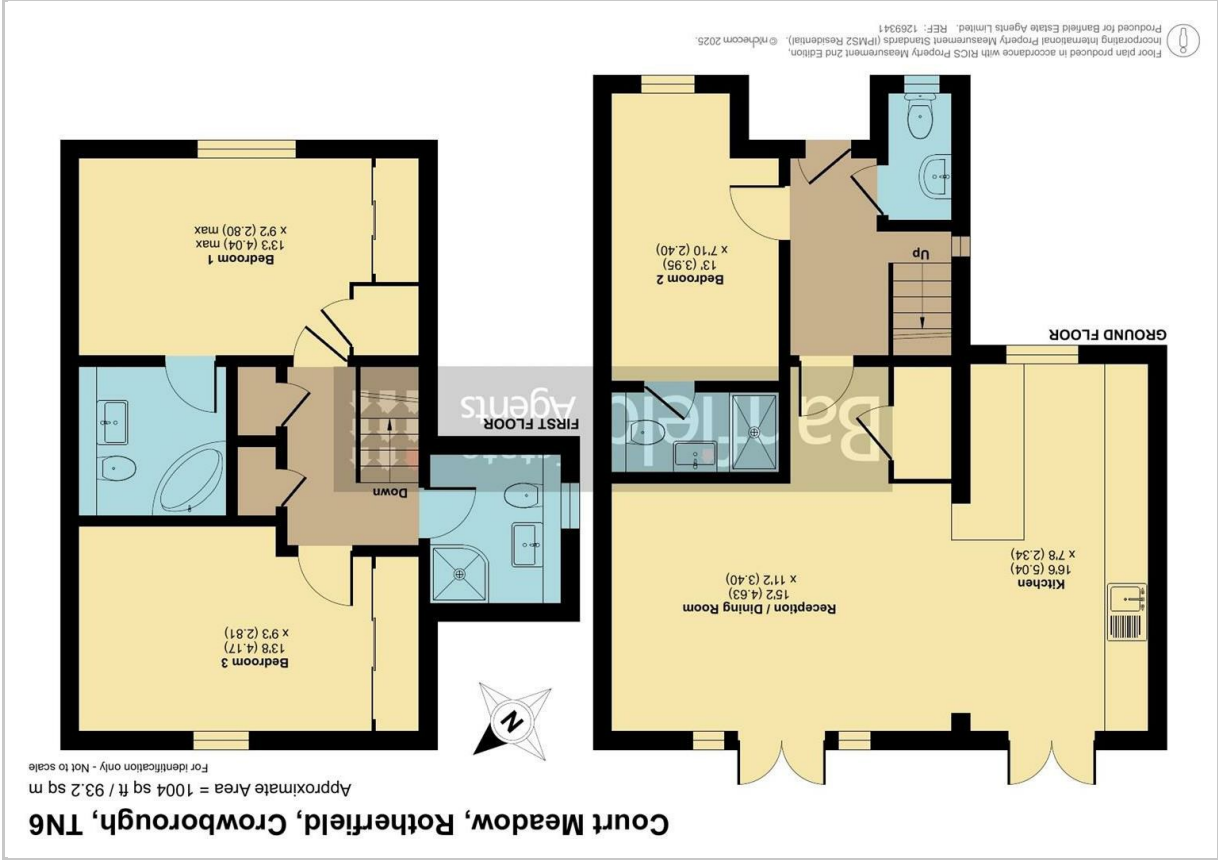 Court Meadow, Rotherfield, Crowborough, TN6
Approximate Area = 1004 sq ft / 93.2 sq m
For identification only - Not to scale
N
Kitchen
16'6 (5.04)
x 7'8 (2.34)
Reception / Dining Room
15'2 (4.63)
x 11'2 (3.40)
Bedroom 3
13'8 (4.17)
x 9'3 (2.81)
Down
FIRST FLOOR
Banfield
Estate
Agents
GROUND FLOOR
Up
Bedroom 2
13' (3.95)
x 7'10 (2.40)
Bedroom 1
13'3 (4.04) max
x 9'2 (2.80) max
Floor plan produced in accordance with RICS Property Measurement 2nd Edition,
Incorporating International Property Measurement Standards (IPMS2 Residential). ©nichecom 2025.
Produced for Banfield Estate Agents Limited. REF: 1269341